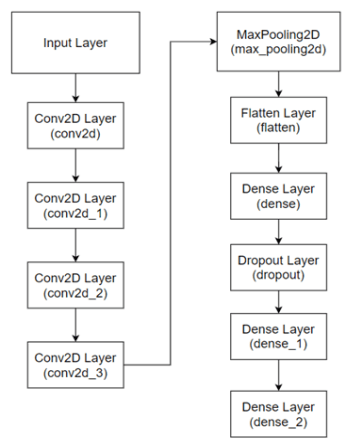 Input Layer
Conv2D Layer
(conv2d)
Conv2D Layer
(conv2d_1)
Conv2D Layer
(conv2d_2)
Conv2D Layer
(conv2d_3)
MaxPooling2D
(max_pooling2d)
Flatten Layer
(flatten)
Dense Layer
(dense)
Dropout Layer
(dropout)
Dense Layer
(dense_1)
Dense Layer
(dense_2)